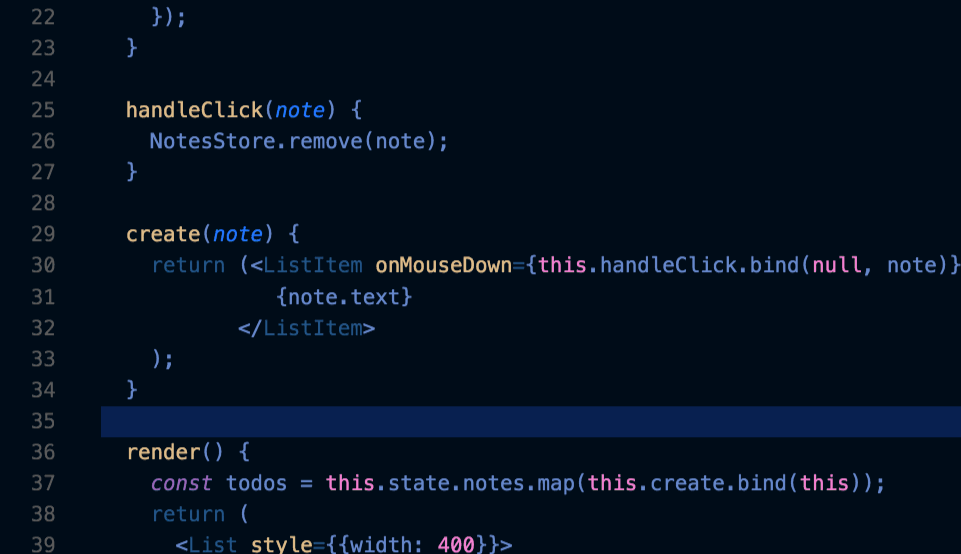 22 });
23 }
24
25 handleClick(note) {
26 NotesStore.remove(note);
27 }
28
29 create(note) {
30 return (<ListItem onMouseDown={this.handleClick.bind(null, note)}
31 {note.text}
32 </ListItem>
33 );
34 }
35
36 render() {
37 const todos = this.state.notes.map(this.create.bind(this));
38 return (
39 <List style={{width: 400}}>